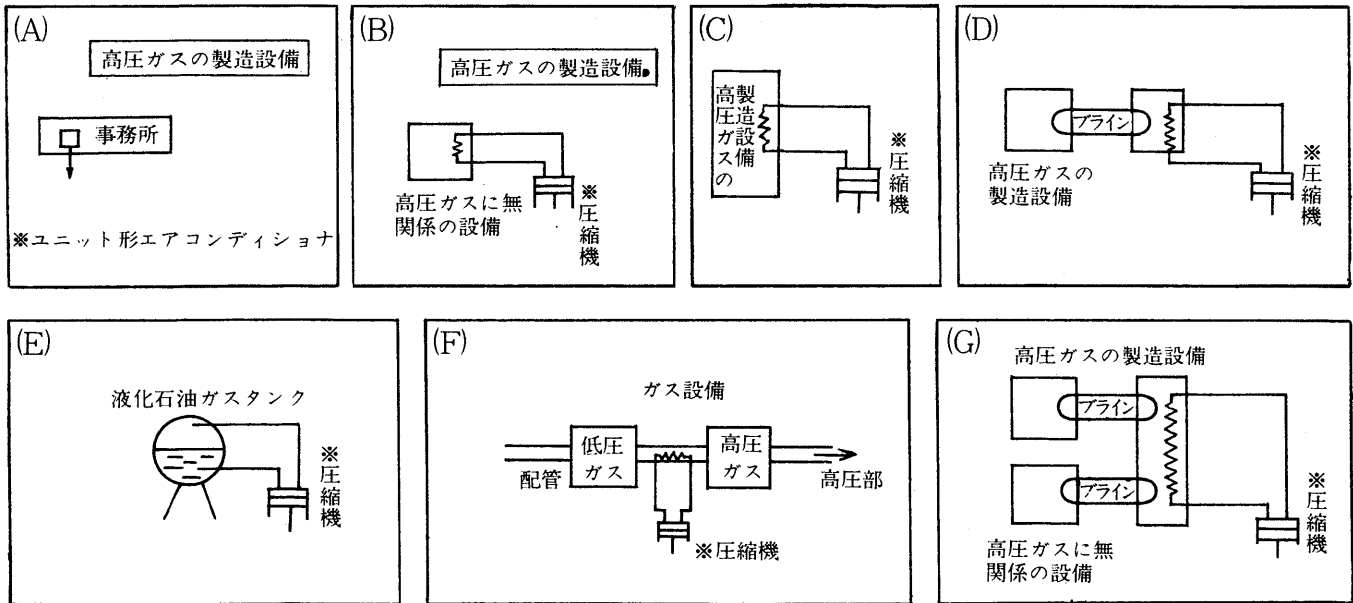 (A)
高圧ガスの製造設備
事務所
※ユニット形エアコンディショナ
(B)
高圧ガスの製造設備
高圧ガスに無
関係の設備
※圧縮機
(C)
高圧ガスの
製造設備
※圧縮機
(D)
ブライン
高圧ガスの
製造設備
※圧縮機
(E)
液化石油ガスタンク
※圧縮機
(F)
ガス設備
低圧
ガス
高圧
ガス
配管
高圧部
※圧縮機
(G)
高圧ガスの製造設備
ブライン
ブライン
高圧ガスに無
関係の設備
※圧縮機